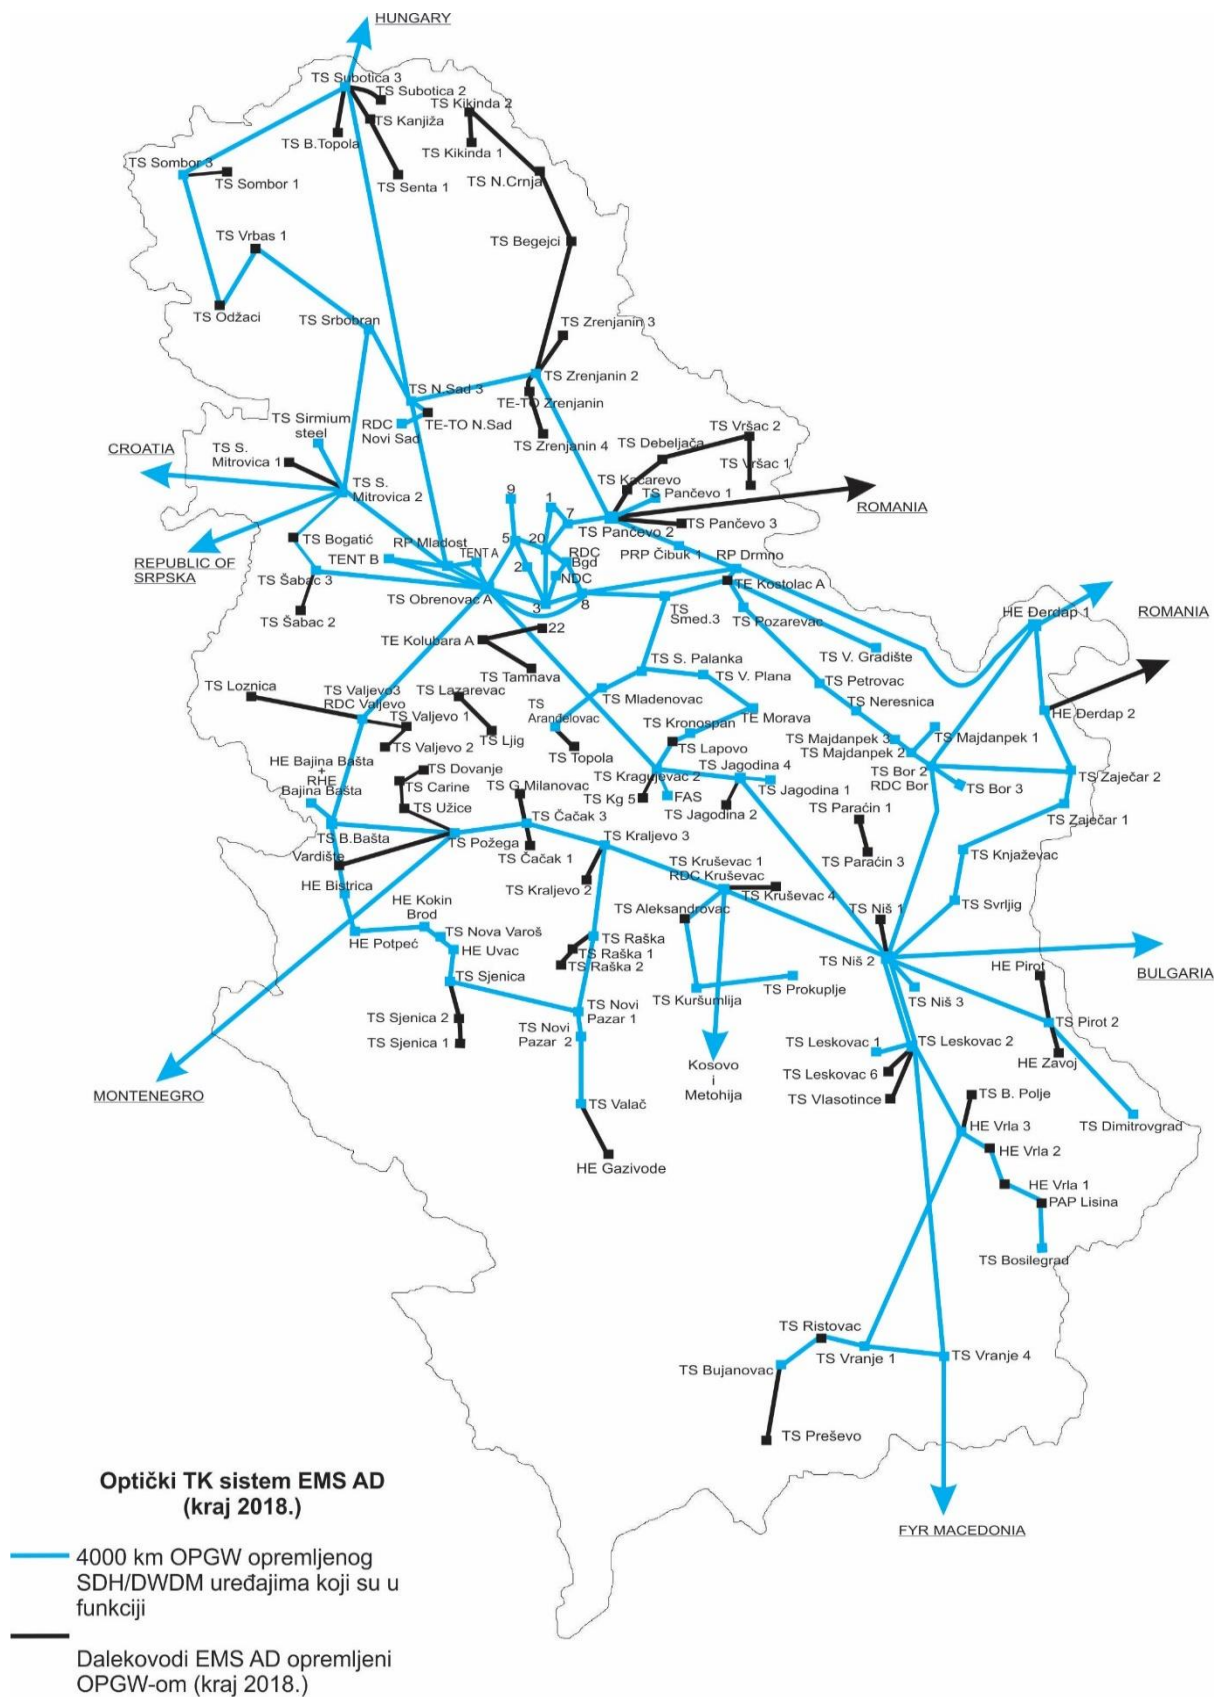 HUNGARY
TS Subotica 3
TS Subotica 2
TS Kikinda 2
TS Kanjiža
TS B.Topola
TS Kikinda 1
TS Sombor 3
TS Sombor 1
TS Senta 1
TS N.Crnja
TS Vrbas 1
TS Begejci
TS Odžaci
TS Srbobran
TS Zrenjanin 3
TS Zrenjanin 2
TS N.Sad 3
TE-TO Zrenjanin
TS Sirmium
steel
RDC
Novi Sad
TE-TO N.Sad
TS Zrenjanin 4
TS Vršac 2
TS Debeljača
CROATIA
TS S.
Mitrovica 1
TS Vršac 1
TS S.
Mitrovica 2
TS Kačarevo
TS Pančevo 1
9
1
7
ROMANIA
TS Pančevo 3
TS Pančevo 2
TS Bogatić
RP Mladost
5
20
REPUBLIC OF
SRPSKA
TENT B
TENT A
RDC
Bgd
PRP Čibuk 1
RP Drmno
2
NDC
TS Šabac 3
TE Kostolac A
TS Obrenovac A
3
8
TS
Smed.3
TS Pozarevac
HE Đerdap 1
ROMANIA
TS Šabac 2
22
TE Kolubara A
TS V. Gradište
TS Tamnava
TS S. Palanka
TS V. Plana
TS Petrovac
TS Loznica
TS Valjevo3
RDC Valjevo
TS Lazarevac
TS Mladenovac
TS Neresnica
TS
Aranđelovac
TE Morava
HE Đerdap 2
TS Valjevo 1
TS Kronospan
TS Ljig
TS Majdanpek 3
TS Majdanpek 1
TS Valjevo 2
TS Topola
TS Lapovo
TS Majdanpek 2
HE Bajina Bašta
+
RHE
Bajina Bašta
TS Dovanje
TS Kragujevac 2
TS Jagodina 4
TS Bor 2
RDC Bor
TS Zaječar 2
TS Carine
TS G.Milanovac
TS Jagodina 1
TS Bor 3
TS Kg 5
FAS
TS Užice
TS Jagodina 2
TS Paraćin 1
TS Čačak 3
TS Zaječar 1
TS B.Bašta
TS Požega
TS Kraljevo 3
TS Čačak 1
TS Paraćin 3
TS Knjaževac
Vardište
TS Kruševac 1
RDC Kruševac
TS Kraljevo 2
TS Kruševac 4
HE Bistrica
HE Kokin
Brod
TS Aleksandrovac
TS Niš 1
TS Svrljig
HE Potpeć
TS Nova Varoš
TS Raška
HE Uvac
TS Raška 1
TS Niš 2
TS Raška 2
HE Pirot
BULGARIA
TS Sjenica
TS Prokuplje
TS Kuršumlija
TS Niš 3
TS Sjenica 2
TS Novi
Pazar 1
TS Pirot 2
TS Novi
Pazar 2
TS Sjenica 1
TS Leskovac 1
TS Leskovac 2
Kosovo
i
Metohija
HE Zavoj
TS Leskovac 6
MONTENEGRO
TS Valač
TS Vlasotince
TS B. Polje
TS Dimitrovgrad
HE Vrla 3
HE Vrla 2
HE Gazivode
HE Vrla 1
PAP Lisina
TS Bosilegrad
TS Ristovac
TS Vranje 1
TS Vranje 4
TS Bujanovac
TS Preševo
FYR MACEDONIA
Optički TK sistem EMS AD
(kraj 2018.)
4000 km OPGW opremljenog
SDH/DWDM uređajima koji su u
funkciji
Dalekovodi EMS AD opremljeni
OPGW-om (kraj 2018.)